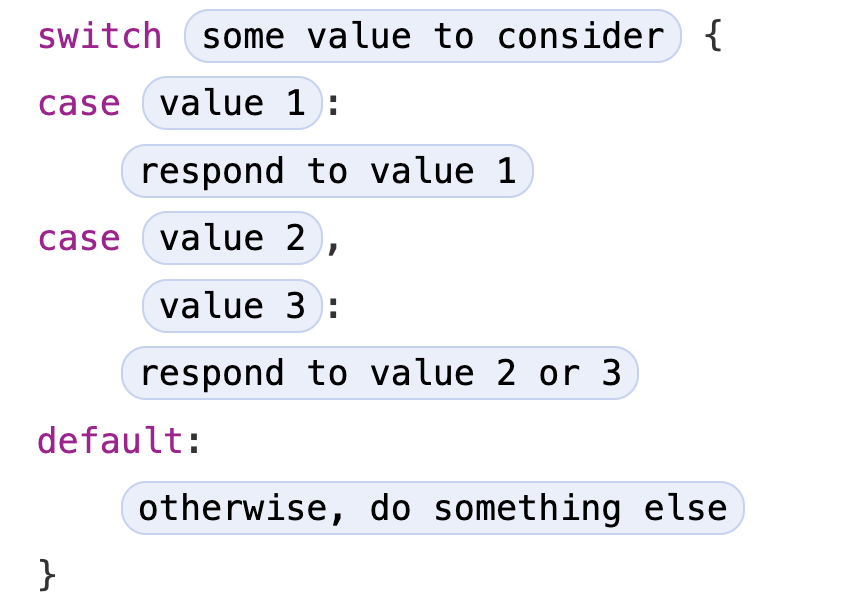 switch some value to consider {
case value 1:
respond to value 1
case value 2,
value 3:
respond to value 2 or 3
default:
otherwise, do something else
}